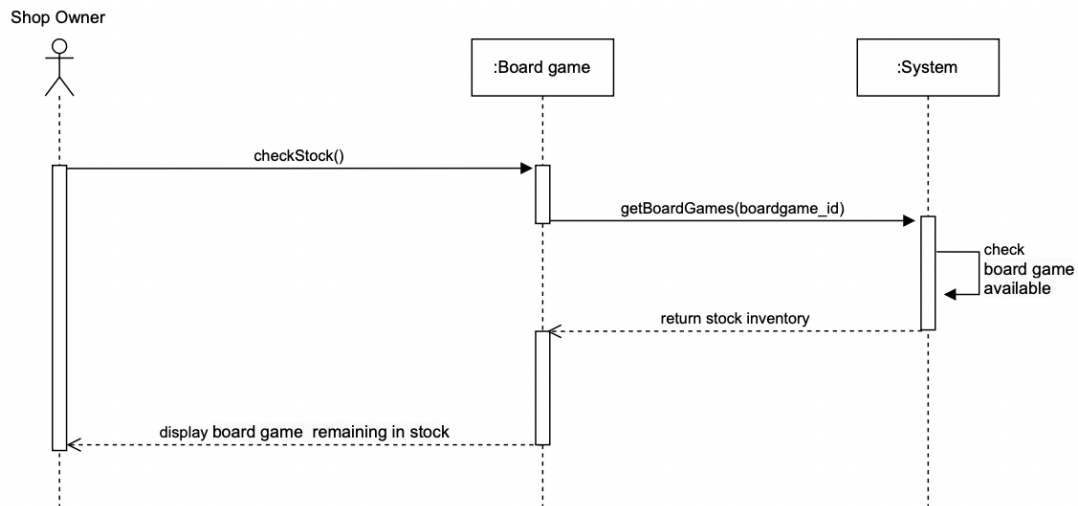 Shop Owner
:Board game
:System
checkStock()
getBoardGames(boardgame_id)
check
board game
available
return stock inventory
display board game  remaining in stock